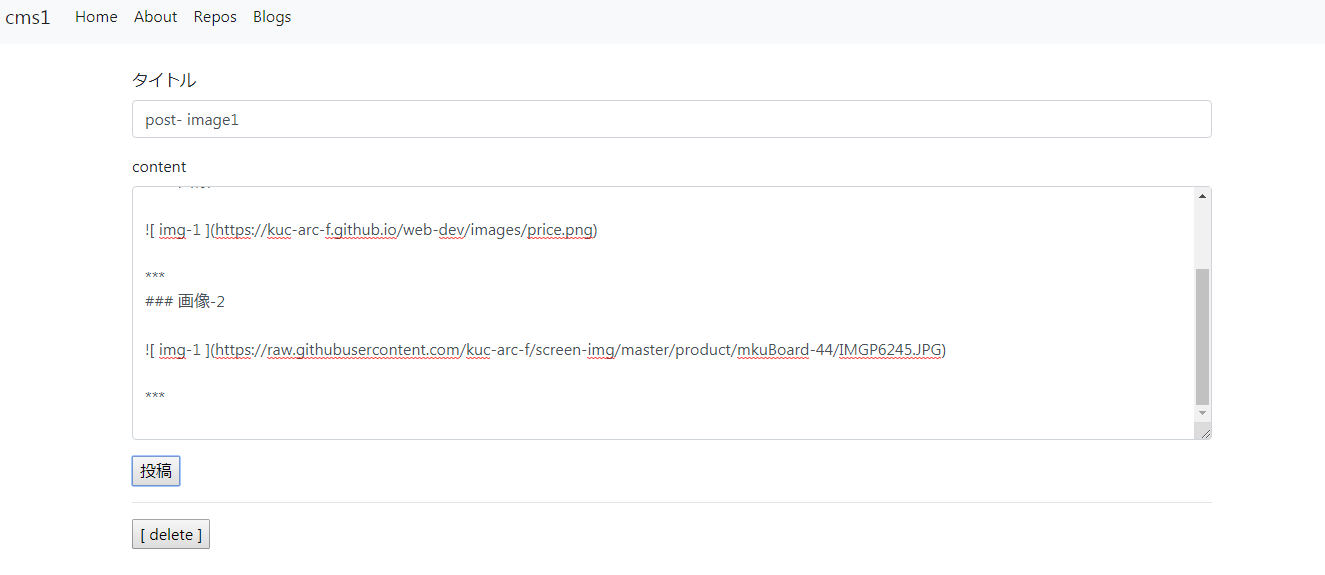 cms1 Home About Repos Blogs
タイトル
post- image1
content
![ img-1 ](https://kuc-arc-f.github.io/web-dev/images/price.png)
***
### 画像-2
![ img-1 ](https://raw.githubusercontent.com/kuc-arc-f/screen-img/master/product/mkuBoard-44/IMGP6245.JPG)
***
投稿
[ delete ]